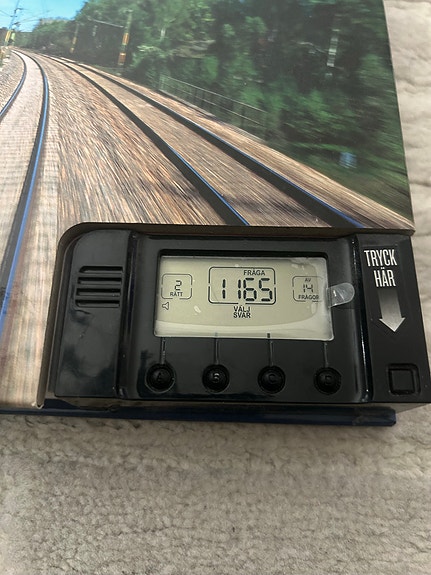 FRÅGA
1165
2
RÄTT
AV
14
FRÅGOR
VÄLJ
SVAR
TRYCK
HÄR